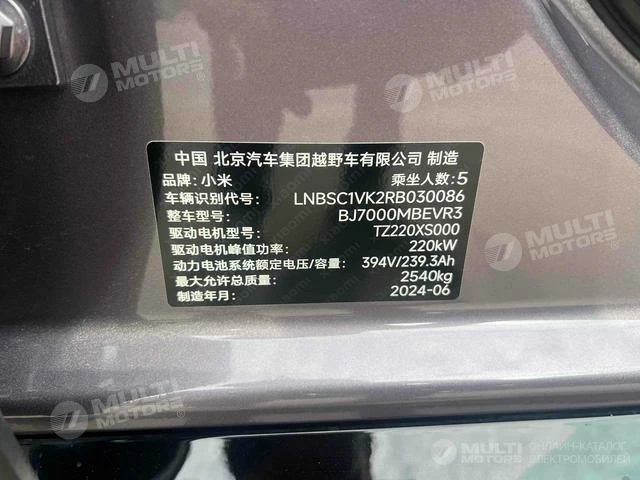 MULTI
MOTORS
MULTI
MOTORS
中国 北京汽车集团越野车有限公司 制造
品牌:小米 乘坐人数:5
车辆识别代号: LNBSC1VK2RB030086
整车型号: BJ7000MBEVR3
驱动电机型号: TZ220XS000
驱动电机峰值功率: 220kW
动力电池系统额定电压/容量: 394V/239.3Ah
最大允许总质量: 2540kg
制造年月: 2024-06
MULTI
MOTORS
MULTI
MOTORS
MULTI
MOTORS
ОНЛАЙН-КАТАЛОГ
ЭЛЕКТРОМОБИЛЕЙ